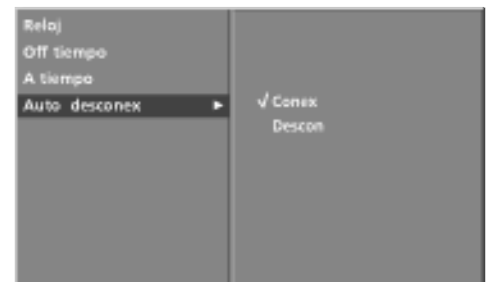 Reloj
Off tiempo
A tiempo
Auto desconex ►
√ Conex
Descon